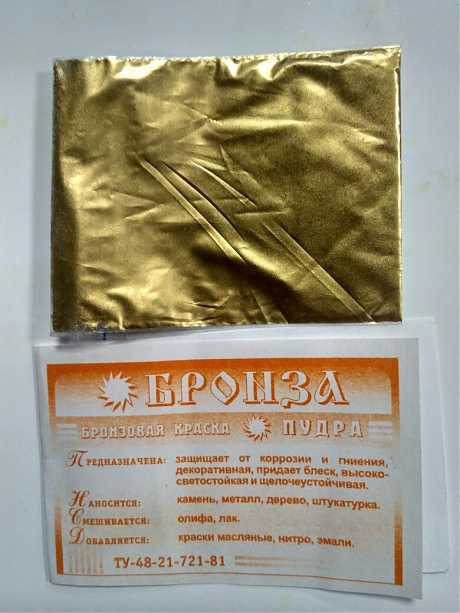 БРОНЗА
БРОНЗОВАЯ КРАСКА ПУДРА
ПРЕДНАЗНАЧЕНА: защищает от коррозии и гниения,
декоративная, придает блеск, высоко-
светостойкая и щелочеустойчивая.
НАНОСИТСЯ: камень, металл, дерево, штукатурка.
СМЕШИВАЕТСЯ: олифа, лак.
ДОБАВЛЯЕТСЯ: краски масляные, нитро, эмали.
ТУ-48-21-721-81